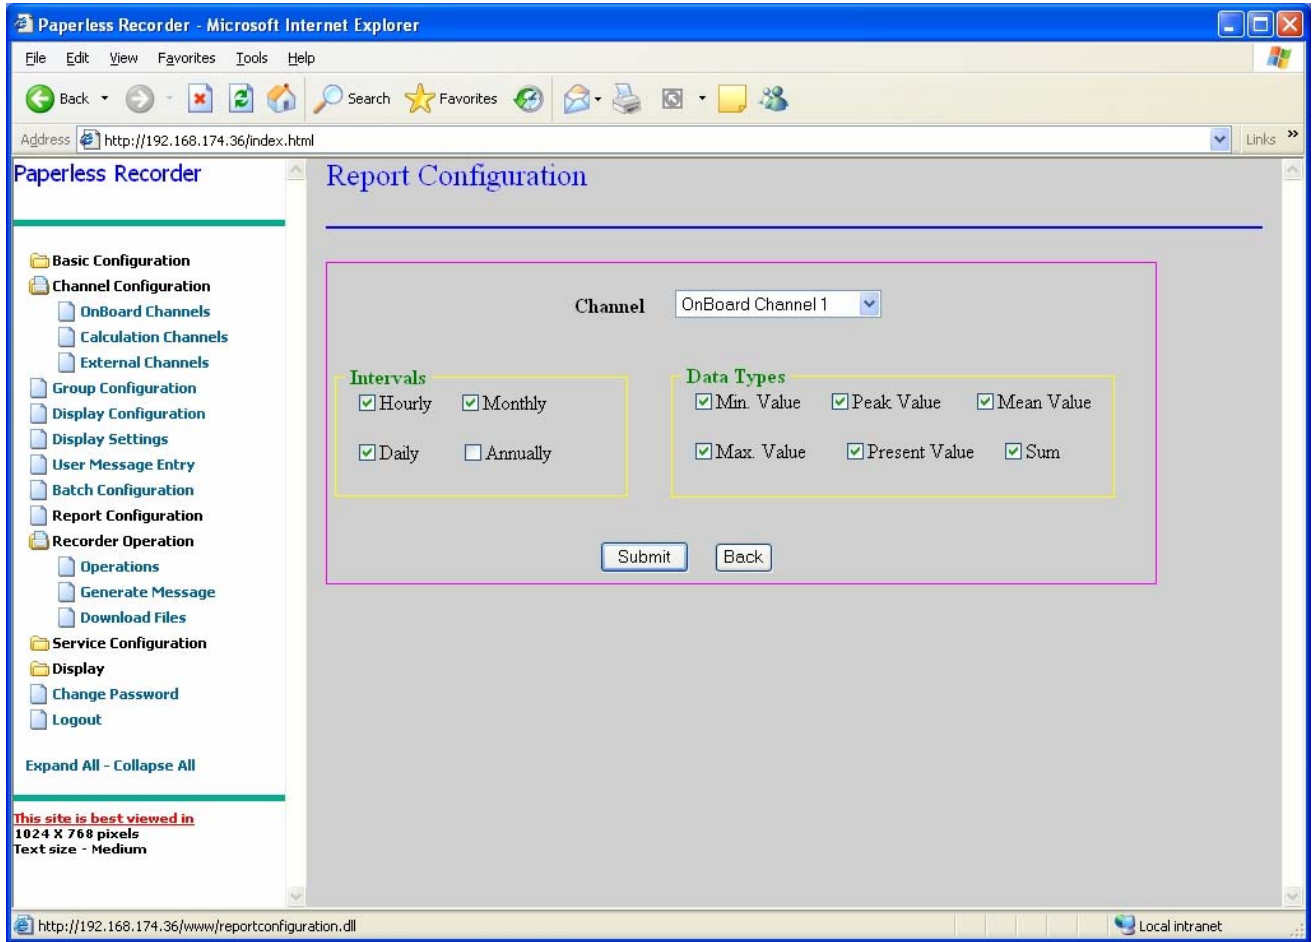 Paperless Recorder - Microsoft Internet Explorer
File Edit View Favorites Tools Help
Back Search Favorites
Address http://192.168.174.36/index.html Links »
Paperless Recorder
Basic Configuration
Channel Configuration
OnBoard Channels
Calculation Channels
External Channels
Group Configuration
Display Configuration
Display Settings
User Message Entry
Batch Configuration
Report Configuration
Recorder Operation
Operations
Generate Message
Download Files
Service Configuration
Display
Change Password
Logout
Expand All - Collapse All
This site is best viewed in
1024 X 768 pixels
Text size - Medium
Report Configuration
Channel OnBoard Channel 1
Intervals
Hourly Monthly
Daily Annually
Data Types
Min. Value Peak Value Mean Value
Max. Value Present Value Sum
Submit Back
http://192.168.174.36/www/reportconfiguration.dll Local intranet